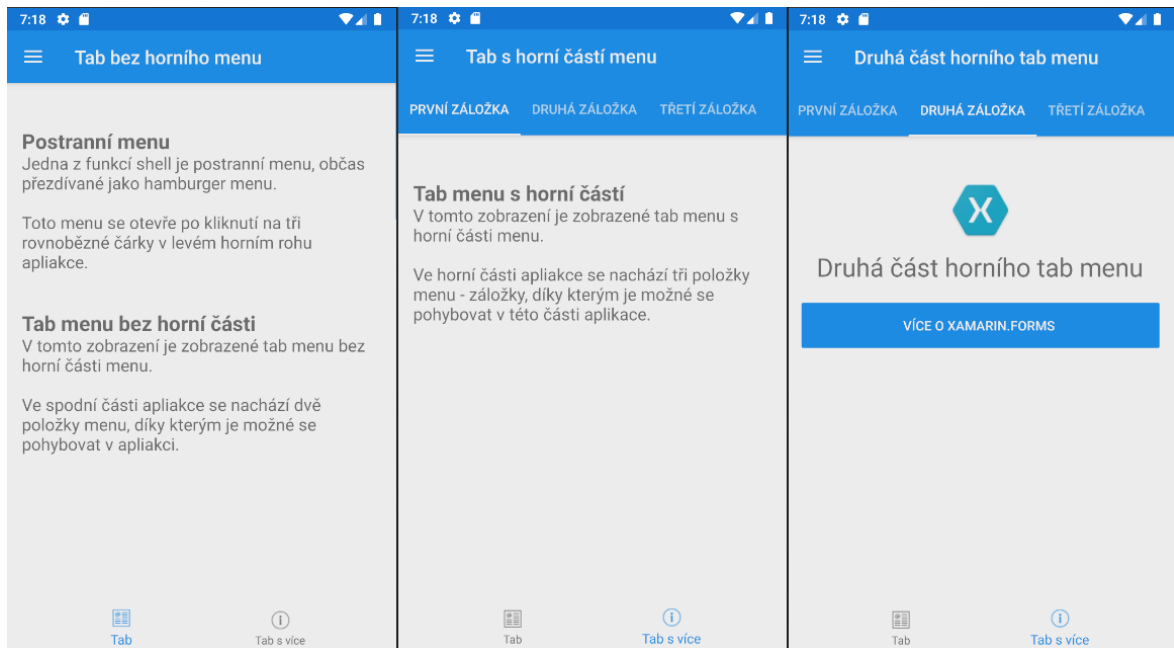 7:18
Tab bez horního menu
Postranní menu
Jedna z funkcí shell je postranní menu, občas
přezdívané jako hamburger menu.
Toto menu se otevře po kliknutí na tři
rovnoběžné čárky v levém horním rohu
apliakce.
Tab menu bez horní části
V tomto zobrazení je zobrazené tab menu bez
horní části menu.
Ve spodní části apliakce se nachází dvě
položky menu, díky kterým je možné se
pohybovat v apliakci.
Tab
Tab s více
7:18
Tab s horní částí menu
PRVNÍ ZÁLOŽKA
DRUHÁ ZÁLOŽKA
TŘETÍ ZÁLOŽKA
Tab menu s horní částí
V tomto zobrazení je zobrazené tab menu s
horní části menu.
Ve horní části apliakce se nachází tři položky
menu - záložky, díky kterým je možné se
pohybovat v této části aplikace.
Tab
Tab s více
7:18
Druhá část horního tab menu
PRVNÍ ZÁLOŽKA
DRUHÁ ZÁLOŽKA
TŘETÍ ZÁLOŽKA
Druhá část horního tab menu
VÍCE O XAMARIN.FORMS
Tab
Tab s více